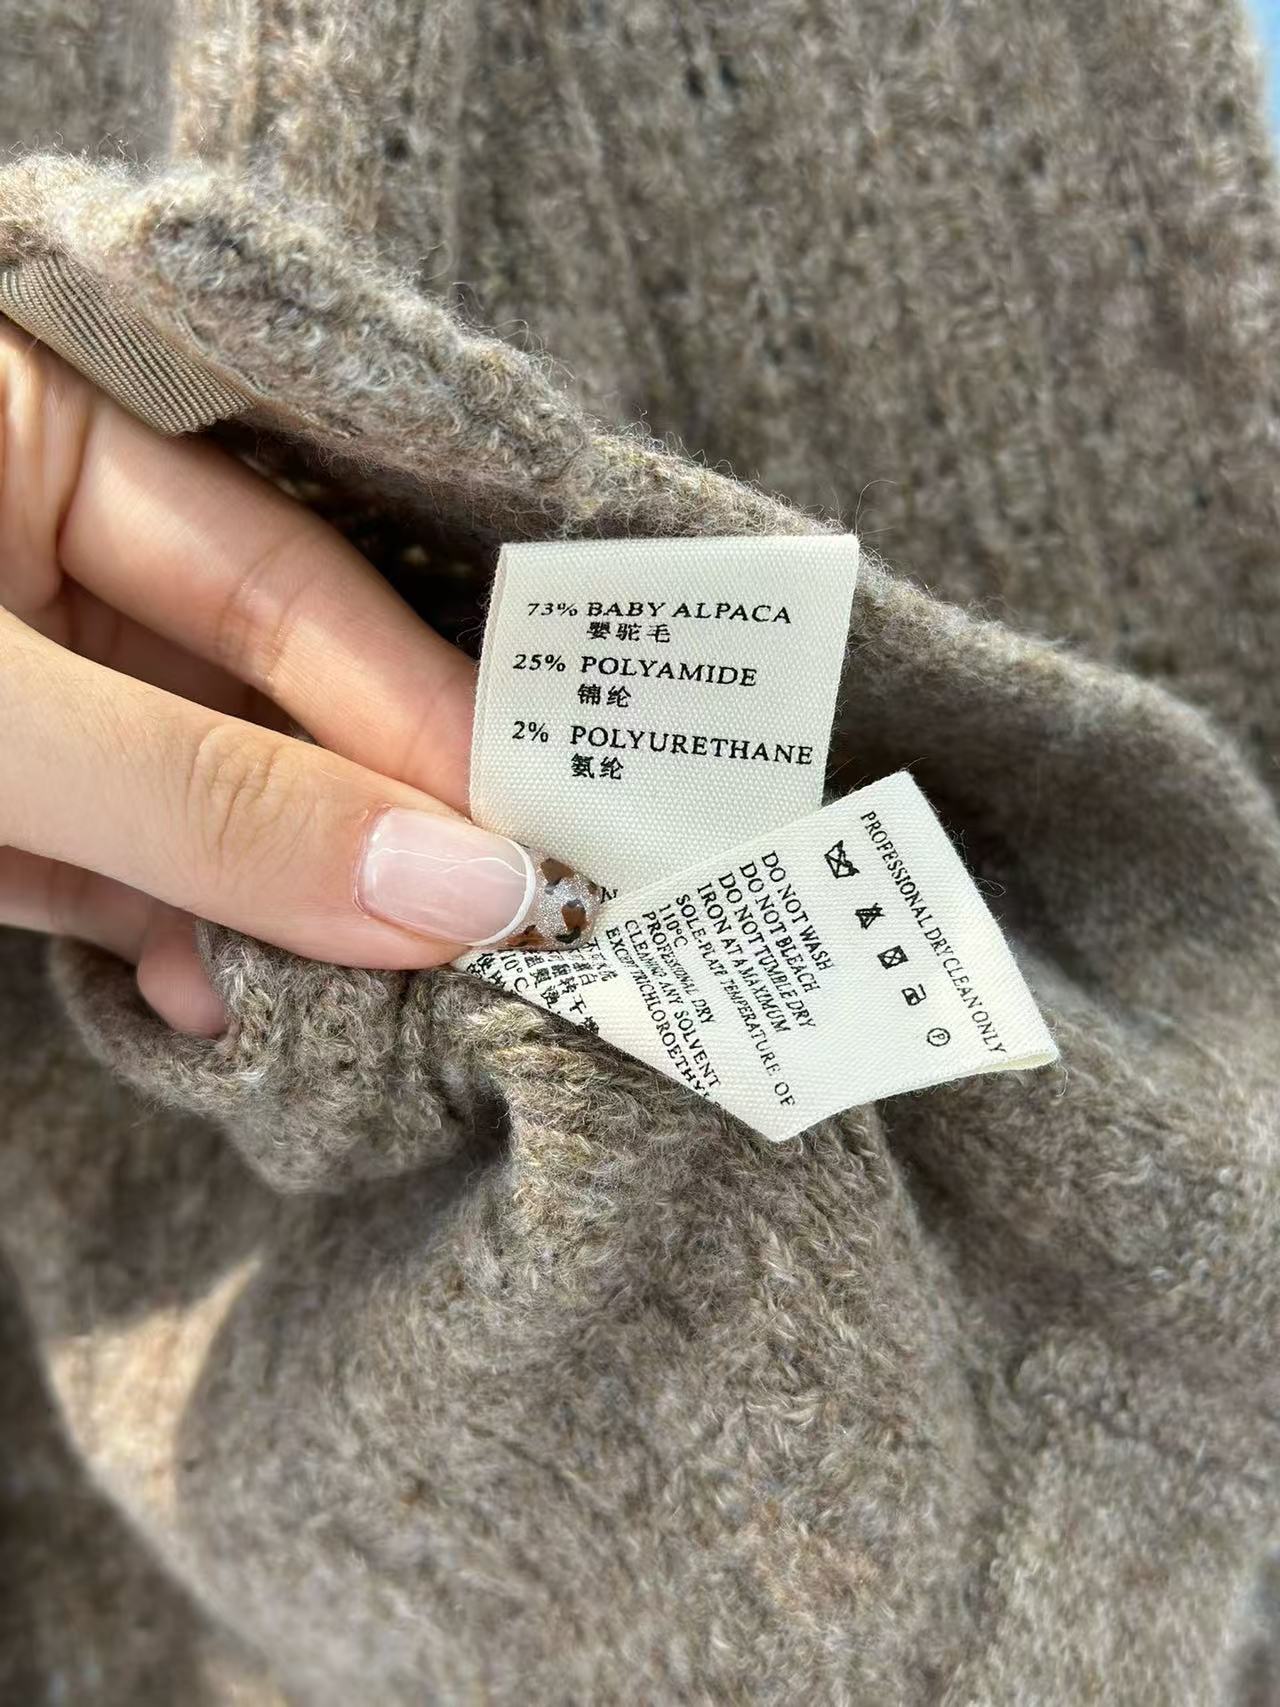 73% BABY ALPACA
婴驼毛
25% POLYAMIDE
锦纶
2% POLYURETHANE
氨纶
PROFESSIONAL DRY CLEAN ONLY
DO NOT WASH
DO NOT BLEACH
DO NOT TUMBLE DRY
IRON AT A MAXIMUM
SOLE-PLATE TEMPERATURE OF
110°C
PROFESSIONAL DRY
CLEANING ANY SOLVENT
EXCEPT
P